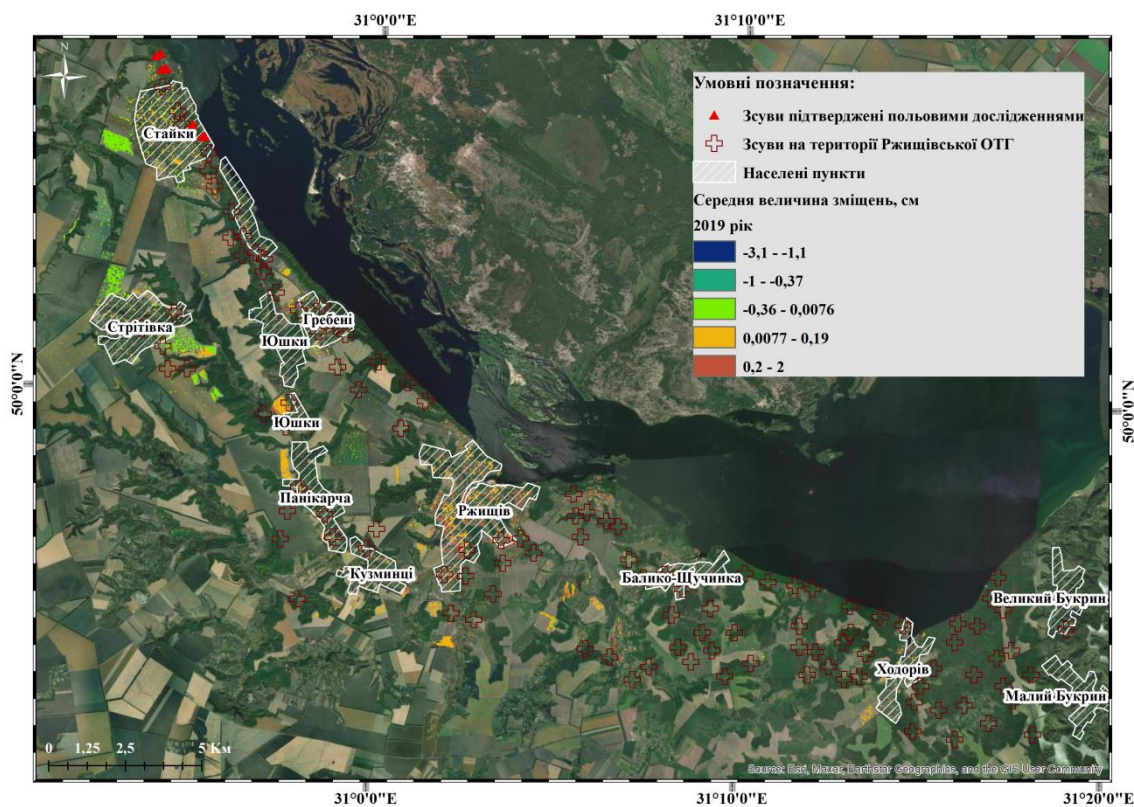 31°0'0"E
31°10'0"E
N
Умовні позначення:
Зсуви підтверджені польовими дослідженнями
Зсуви на території Ржищівської ОТГ
Населені пункти
Середня величина зміщень, см
2019 рік
-3,1 - -1,1
-1 - -0,37
-0,36 - 0,0076
0,0077 - 0,19
0,2 - 2
Стайки
Стрітівка
Гребені
Юшки
50°0'0"N
50°0'0"N
Юшки
Панікарча
Ржищів
Кузминці
Балико-Щучинка
Великий Букрин
Ходорів
Малий Букрин
0 1,25 2,5 5 Км
Source: Esri, Maxar, Earthstar Geographics, and the GIS User Community
31°0'0"E
31°10'0"E
31°20'0"E